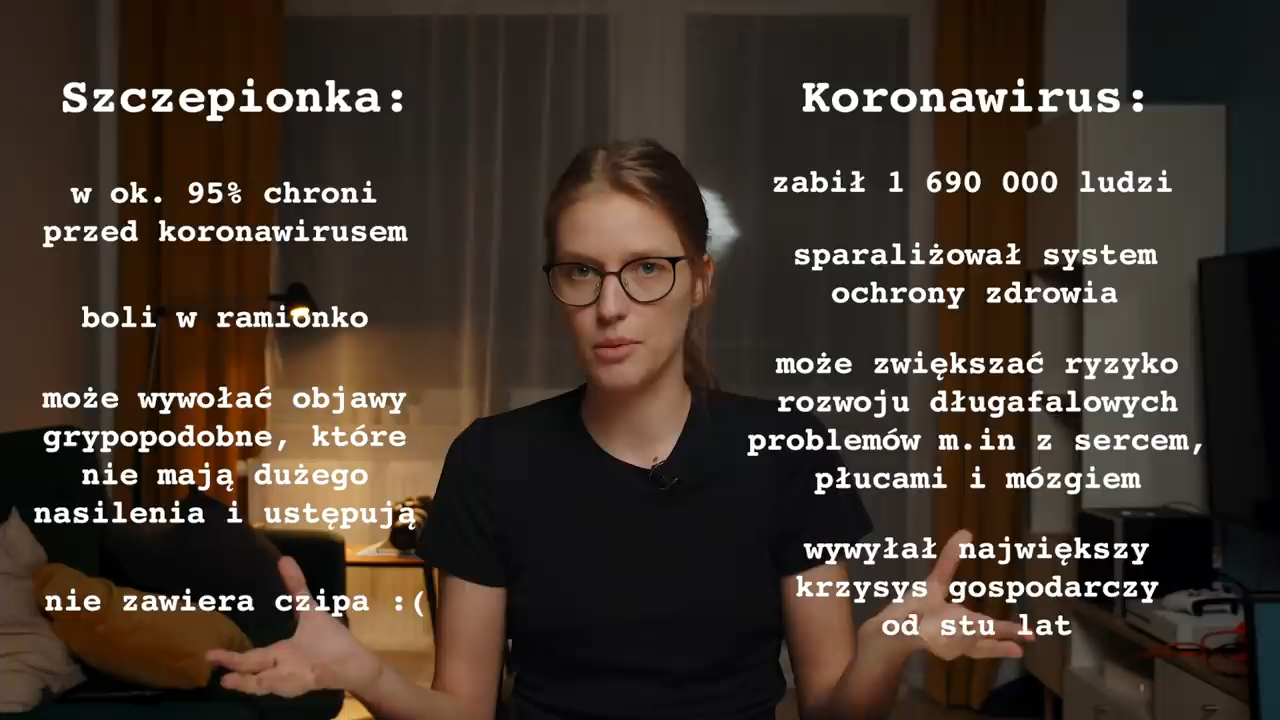 Szczepionka:
w ok. 95% chroni
przed koronawirusem
boli w ramionko
może wywołać objawy
grypopodobne, które
nie mają dużego
nasilenia i ustępują
nie zawiera czipa :(
Koronawirus:
zabił 1 690 000 ludzi
sparaliżował system
ochrony zdrowia
może zwiększać ryzyko
rozwoju długafalowych
problemów m.in z sercem,
płucami i mózgiem
wywyłał największy
krzysys gospodarczy
od stu lat